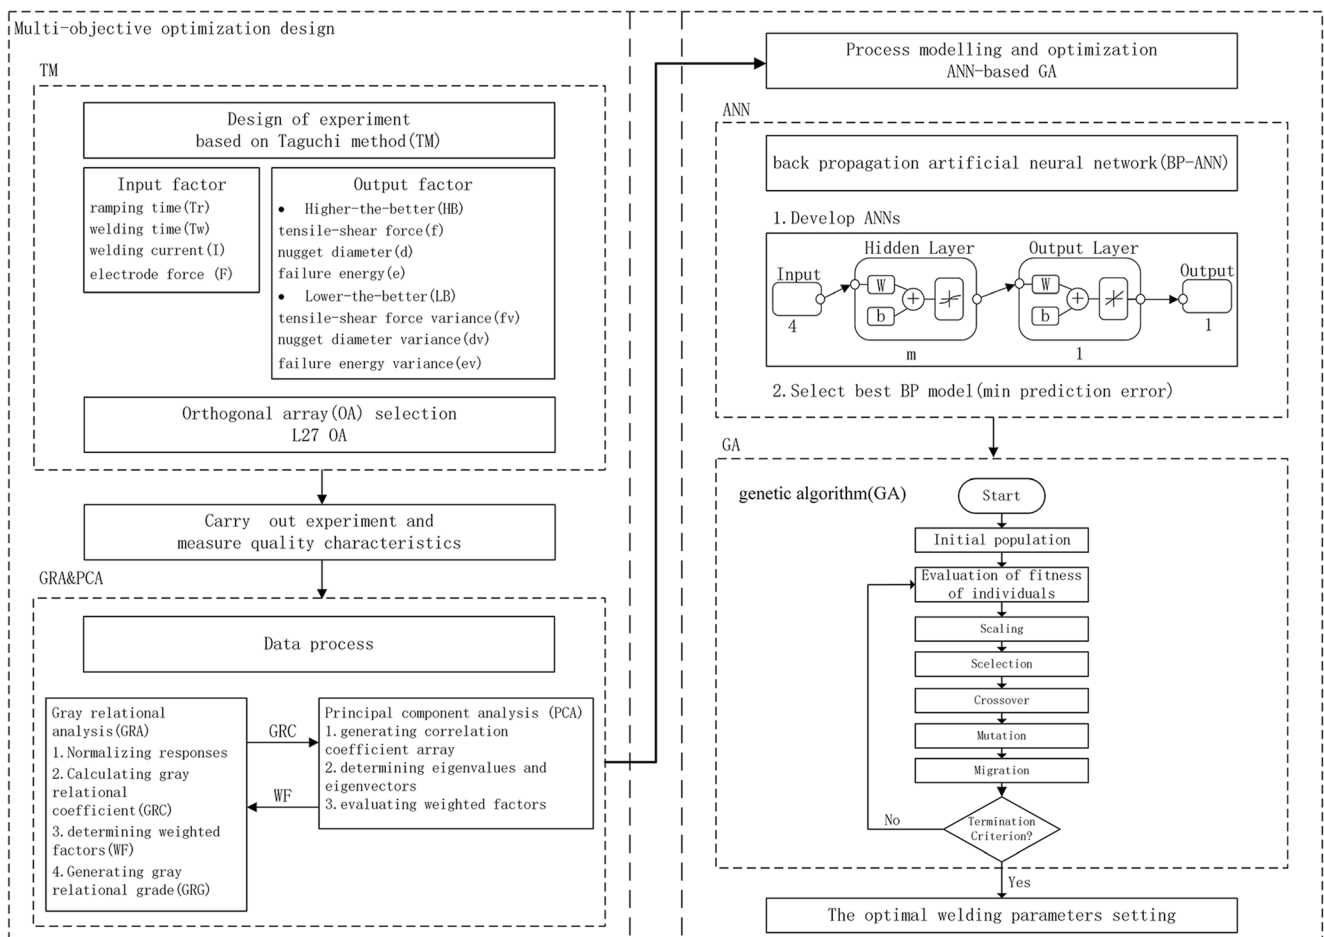 Multi-objective optimization design
TM
Design of experiment
based on Taguchi method(TM)
Input factor
ramping time(Tr)
welding time(Tw)
welding current(I)
electrode force (F)
Output factor
• Higher-the-better(HB)
tensile-shear force(f)
nugget diameter(d)
failure energy(e)
• Lower-the-better(LB)
tensile-shear force variance(fv)
nugget diameter variance(dv)
failure energy variance(ev)
Orthogonal array(OA) selection
L27 OA
Carry out experiment and
measure quality characteristics
GRA&PCA
Data process
Gray relational
analysis(GRA)
1.Normalizing responses
2.Calculating gray
relational
coefficient(GRC)
3.determining weighted
factors(WF)
4.Generating gray
relational grade(GRG)
GRC
WF
Principal component analysis (PCA)
1.generating correlation
coefficient array
2.determining eigenvalues and
eigenvectors
3.evaluating weighted factors
Process modelling and optimization
ANN-based GA
ANN
back propagation artificial neural network(BP-ANN)
1.Develop ANNs
Hidden Layer
Output Layer
Input
Output
W
+
b
W
+
b
4
1
m
1
2.Select best BP model(min prediction error)
GA
genetic algorithm(GA)
Start
Initial population
Evaluation of fitness
of individuals
Scaling
Scelection
Crossover
Mutation
Migration
Termination
Criterion?
No
Yes
The optimal welding parameters setting